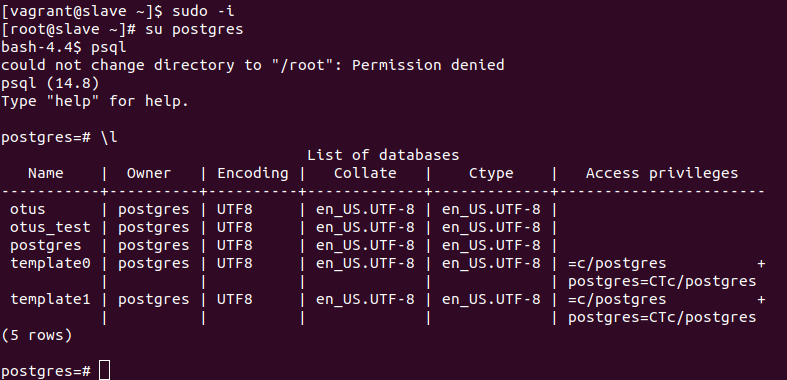 [vagrant@slave ~]$ sudo -i
[root@slave ~]# su postgres
bash-4.4$ psql
could not change directory to "/root": Permission denied
psql (14.8)
Type "help" for help.

postgres=# \l
                                  List of databases
   Name    |  Owner   | Encoding |   Collate   |    Ctype    |   Access privileges
-----------+----------+----------+-------------+-------------+-----------------------
 otus      | postgres | UTF8     | en_US.UTF-8 | en_US.UTF-8 |
 otus_test | postgres | UTF8     | en_US.UTF-8 | en_US.UTF-8 |
 postgres  | postgres | UTF8     | en_US.UTF-8 | en_US.UTF-8 |
 template0 | postgres | UTF8     | en_US.UTF-8 | en_US.UTF-8 | =c/postgres          +
           |          |          |             |             | postgres=CTc/postgres
 template1 | postgres | UTF8     | en_US.UTF-8 | en_US.UTF-8 | =c/postgres          +
           |          |          |             |             | postgres=CTc/postgres
(5 rows)

postgres=#